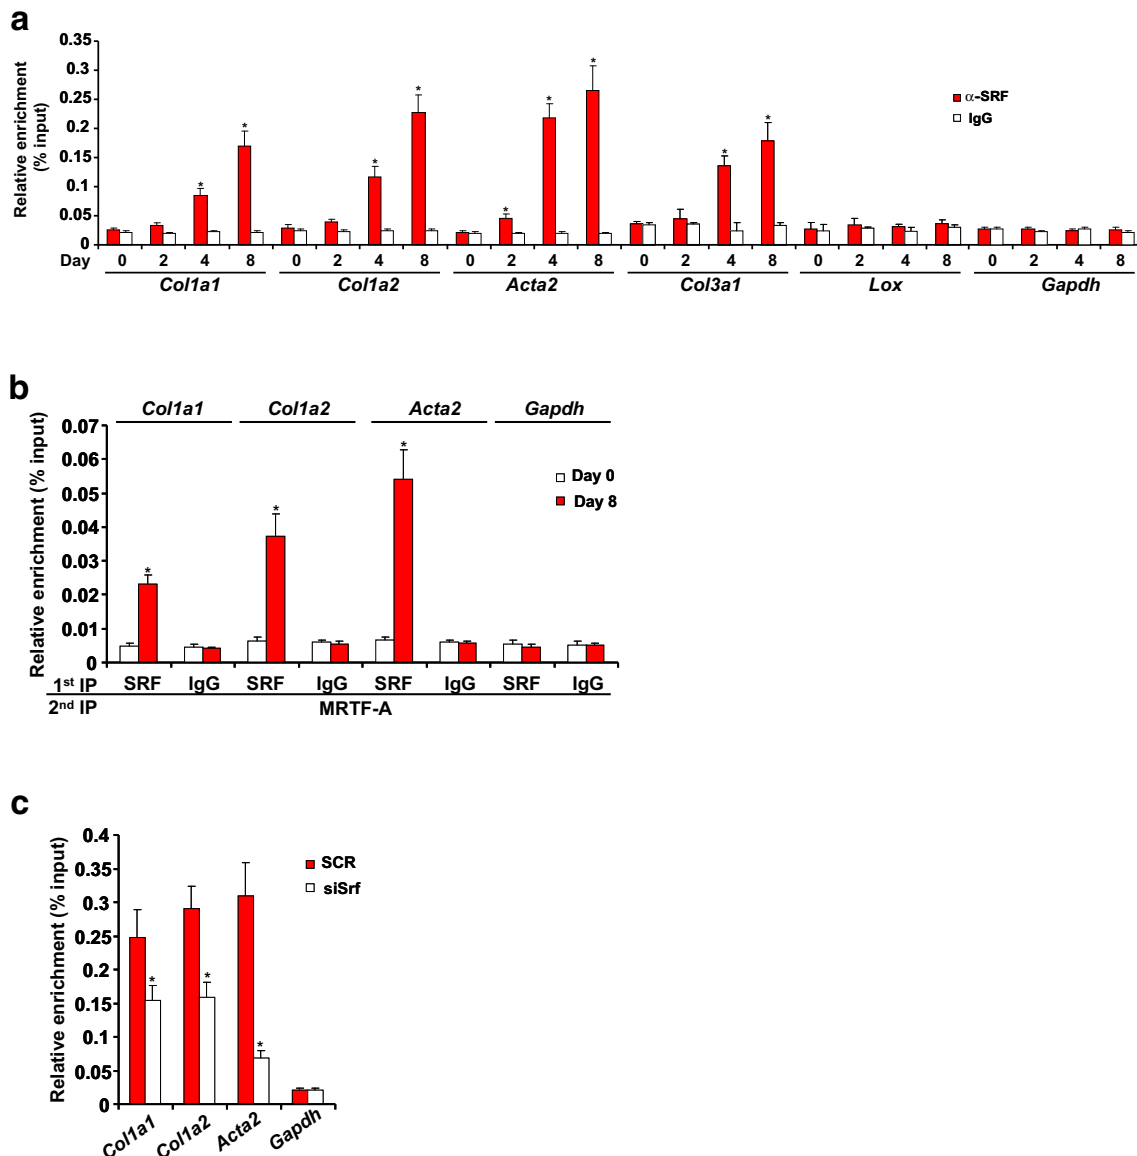 a
Relative enrichment
(% input)
0.35
0.3
0.25
0.2
0.15
0.1
0.05
0
* * * * * * * * *
α-SRF
IgG
Day 0 2 4 8 0 2 4 8 0 2 4 8 0 2 4 8 0 2 4 8 0 2 4 8
Col1a1 Col1a2 Acta2 Col3a1 Lox Gapdh
b
Relative enrichment (% input)
Col1a1 Col1a2 Acta2 Gapdh
0.07
0.06
0.05
0.04
0.03
0.02
0.01
0
* * *
Day 0
Day 8
1st IP SRF IgG SRF IgG SRF IgG SRF IgG
2nd IP MRTF-A
c
Relative enrichment (% input)
0.4
0.35
0.3
0.25
0.2
0.15
0.1
0.05
0
* * *
SCR
siSrf
Col1a1 Col1a2 Acta2 Gapdh